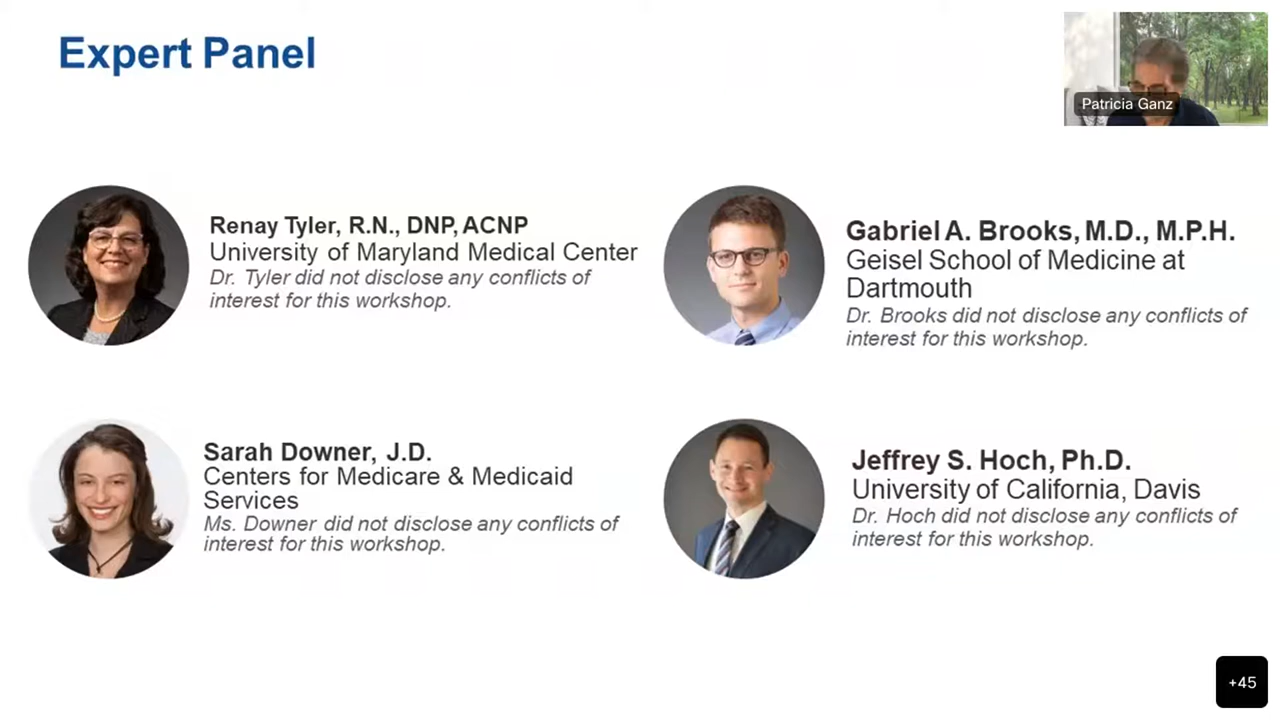 Expert Panel
Patricia Ganz
Renay Tyler, R.N., DNP, ACNP
University of Maryland Medical Center
Dr. Tyler did not disclose any conflicts of
interest for this workshop.
Gabriel A. Brooks, M.D., M.P.H.
Geisel School of Medicine at
Dartmouth
Dr. Brooks did not disclose any conflicts of
interest for this workshop.
Sarah Downer, J.D.
Centers for Medicare & Medicaid
Services
Ms. Downer did not disclose any conflicts of
interest for this workshop.
Jeffrey S. Hoch, Ph.D.
University of California, Davis
Dr. Hoch did not disclose any conflicts of
interest for this workshop.
+45